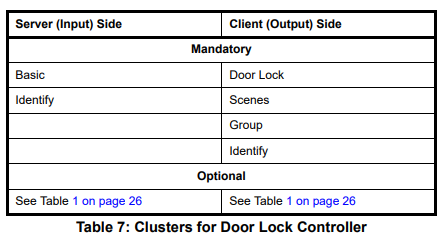 Server (Input) Side Client (Output) Side
Mandatory
Basic Door Lock
Identify Scenes
Group
Identify
Optional
See Table 1 on page 26 See Table 1 on page 26
Table 7: Clusters for Door Lock Controller